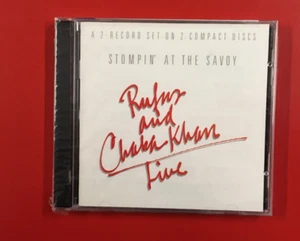 A 2-RECORD SET ON 2 COMPACT DISCS
STOMPIN' AT THE SAVOY
Rufus
and
Chaka Khan
Live